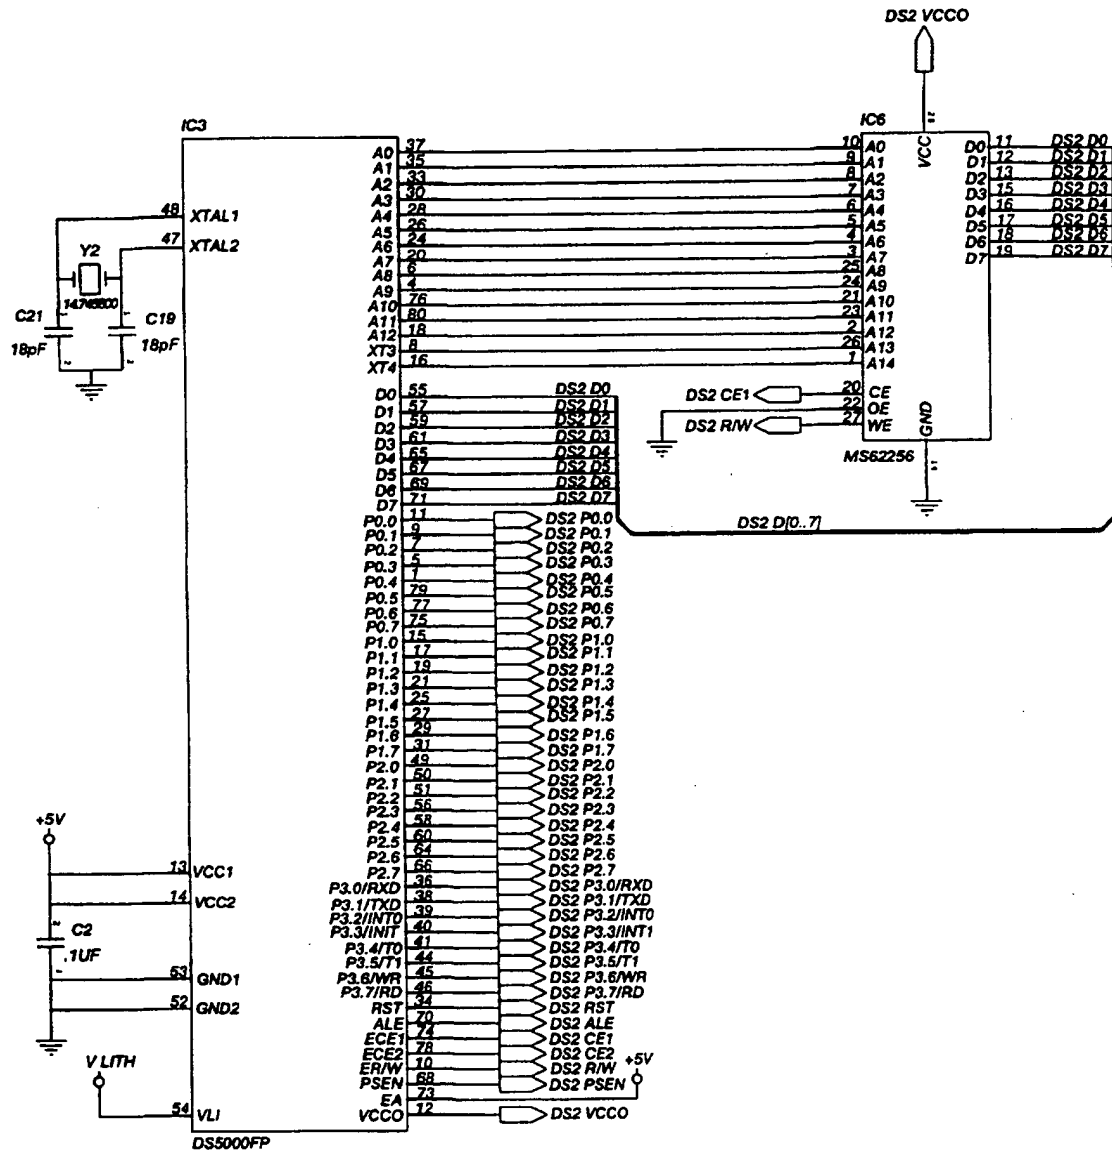 DS2 VCCO
IC3
IC6
37 A0
35 A1
33 A2
30 A3
28 A4
26 A5
24 A6
20 A7
6 A8
4 A9
76 A10
80 A11
18 A12
8 XT3
16 XT4
48 XTAL1
47 XTAL2
Y2
14.745600
C21
18pF
C19
18pF
10 A0
9 A1
8 A2
7 A3
6 A4
5 A5
4 A6
3 A7
25 A8
24 A9
21 A10
23 A11
2 A12
26 A13
1 A14
VCC
D0 11 DS2 D0
D1 12 DS2 D1
D2 13 DS2 D2
D3 15 DS2 D3
D4 16 DS2 D4
D5 17 DS2 D5
D6 18 DS2 D6
D7 19 DS2 D7
DS2 CE1 20 CE
22 OE
DS2 R/W 27 WE
GND
MS62256
D0 55 DS2 D0
D1 57 DS2 D1
D2 59 DS2 D2
D3 61 DS2 D3
D4 65 DS2 D4
D5 67 DS2 D5
D6 69 DS2 D6
D7 71 DS2 D7
DS2 D[0..7]
P0.0 11 DS2 P0.0
P0.1 9 DS2 P0.1
P0.2 7 DS2 P0.2
P0.3 5 DS2 P0.3
P0.4 1 DS2 P0.4
P0.5 79 DS2 P0.5
P0.6 77 DS2 P0.6
P0.7 75 DS2 P0.7
P1.0 15 DS2 P1.0
P1.1 17 DS2 P1.1
P1.2 19 DS2 P1.2
P1.3 21 DS2 P1.3
P1.4 25 DS2 P1.4
P1.5 27 DS2 P1.5
P1.6 29 DS2 P1.6
P1.7 31 DS2 P1.7
P2.0 49 DS2 P2.0
P2.1 50 DS2 P2.1
P2.2 51 DS2 P2.2
P2.3 56 DS2 P2.3
P2.4 58 DS2 P2.4
P2.5 60 DS2 P2.5
P2.6 64 DS2 P2.6
P2.7 66 DS2 P2.7
P3.0/RXD 36 DS2 P3.0/RXD
P3.1/TXD 38 DS2 P3.1/TXD
P3.2/INT0 39 DS2 P3.2/INT0
P3.3/INIT 40 DS2 P3.3/INT1
P3.4/T0 41 DS2 P3.4/T0
P3.5/T1 44 DS2 P3.5/T1
P3.6/WR 45 DS2 P3.6/WR
P3.7/RD 46 DS2 P3.7/RD
RST 34 DS2 RST
ALE 70 DS2 ALE
ECE1 74 DS2 CE1
ECE2 78 DS2 CE2
ER/W 10 DS2 R/W
PSEN 68 DS2 PSEN
EA 73 +5V
VCCO 12 DS2 VCCO
+5V
13 VCC1
14 VCC2
C2
.1UF
53 GND1
52 GND2
V LITH
54 VLI
DS5000FP